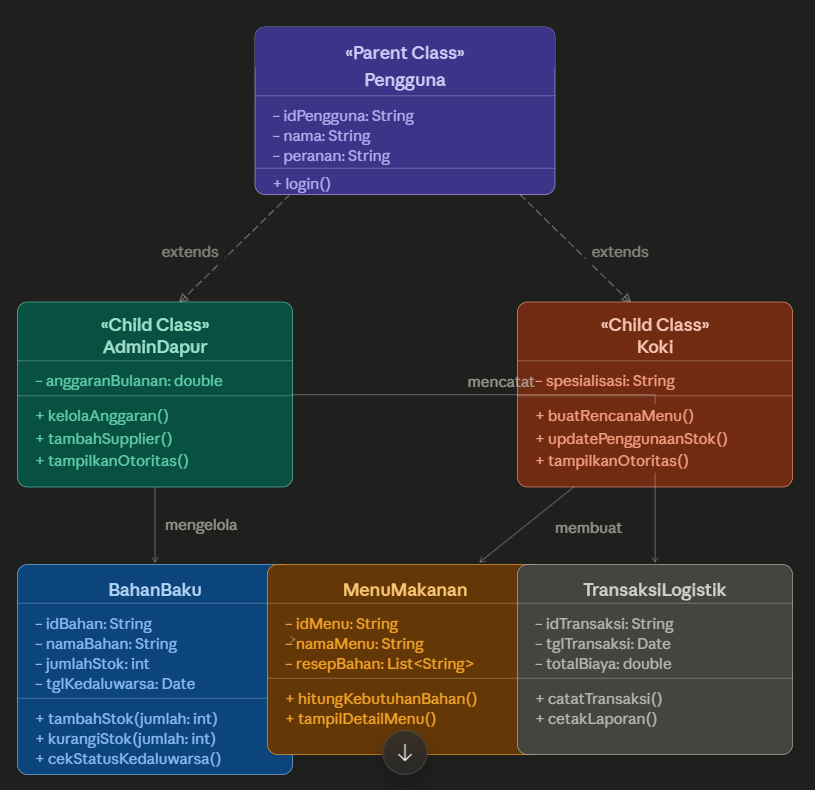 «Parent Class»
Pengguna
– idPengguna: String
– nama: String
– peranan: String
+ login()
extends
extends
«Child Class»
AdminDapur
– anggaranBulanan: double
+ kelolaAnggaran()
+ tambahSupplier()
+ tampilkanOtoritas()
mencatat
«Child Class»
Koki
– spesialisasi: String
+ buatRencanaMenu()
+ updatePenggunaanStok()
+ tampilkanOtoritas()
mengelola
membuat
BahanBaku
– idBahan: String
– namaBahan: String
– jumlahStok: int
– tglKedaluwarsa: Date
+ tambahStok(jumlah: int)
+ kurangiStok(jumlah: int)
+ cekStatusKedaluwarsa()
MenuMakanan
– idMenu: String
– namaMenu: String
– resepBahan: List<String>
+ hitungKebutuhanBahan()
+ tampilDetailMenu()
TransaksiLogistik
– idTransaksi: String
– tglTransaksi: Date
– totalBiaya: double
+ catatTransaksi()
+ cetakLaporan()